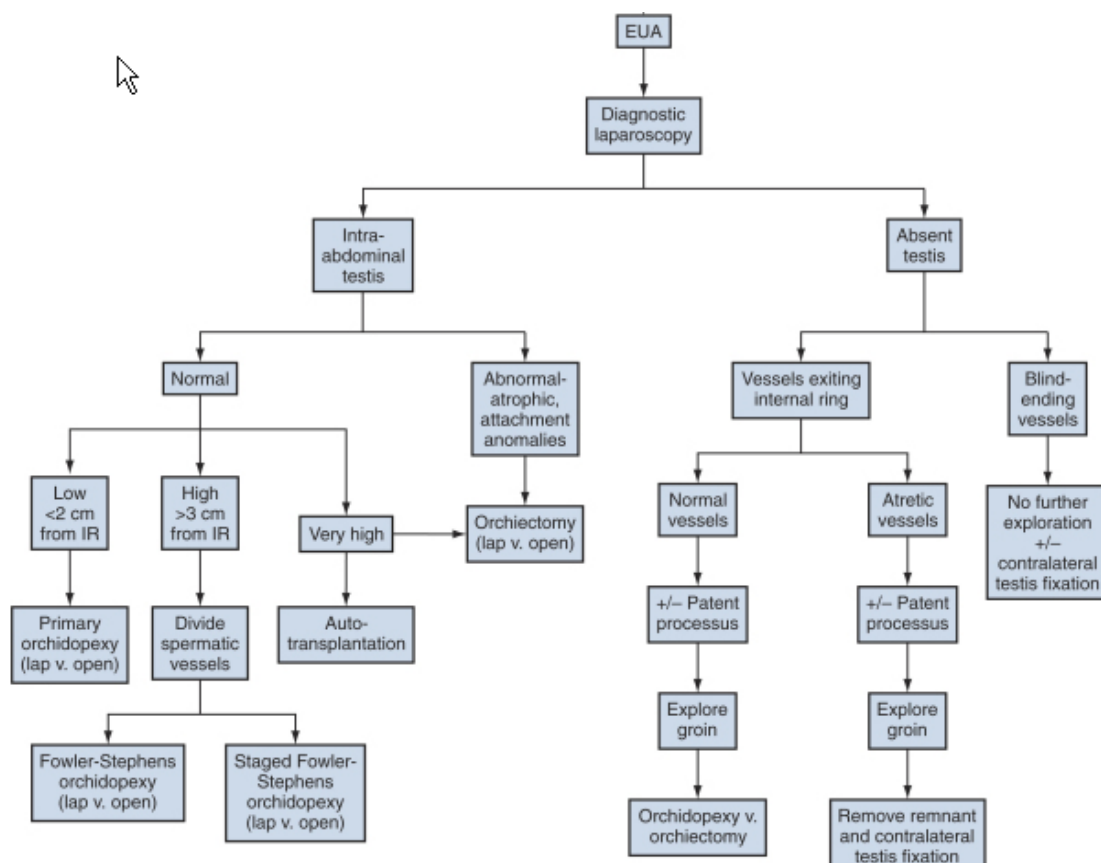 EUA
Diagnostic
laparoscopy
Intra-
abdominal
testis
Absent
testis
Normal
Abnormal-
atrophic,
attachment
anomalies
Vessels exiting
internal ring
Blind-
ending
vessels
Low
<2 cm
from IR
High
>3 cm
from IR
Very high
Orchiectomy
(lap v. open)
Normal
vessels
Atretic
vessels
No further
exploration
+/–
contralateral
testis fixation
Primary
orchidopexy
(lap v. open)
Divide
spermatic
vessels
Auto-
transplantation
+/– Patent
processus
+/– Patent
processus
Explore
groin
Explore
groin
Fowler-Stephens
orchidopexy
(lap v. open)
Staged Fowler-
Stephens
orchidopexy
(lap v. open)
Orchidopexy v.
orchiectomy
Remove remnant
and contralateral
testis fixation